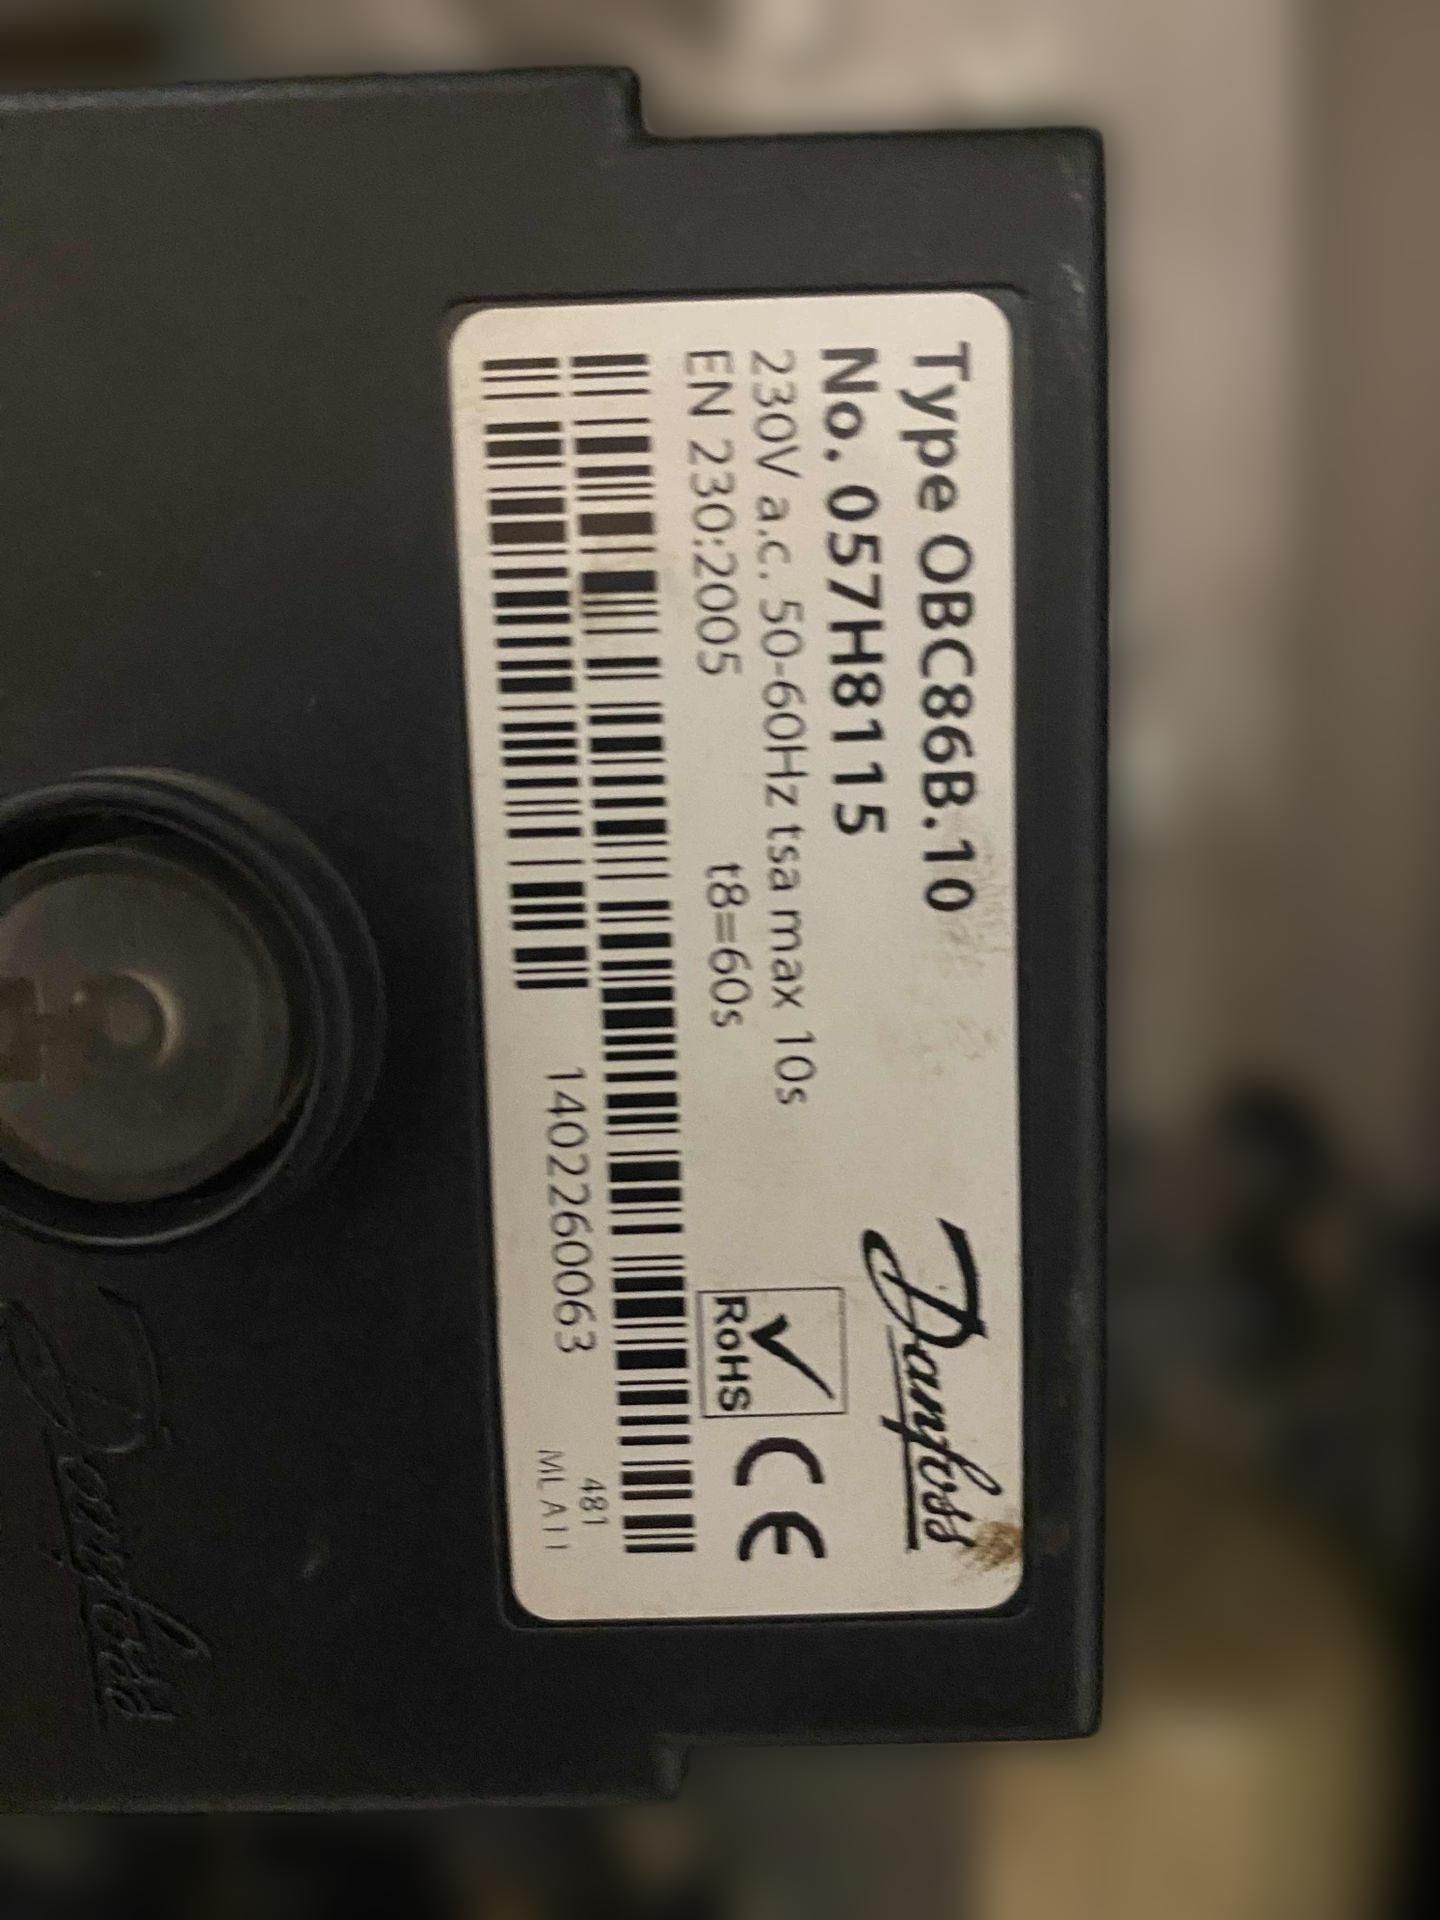 Type OBC86B.10
No. 057H8115
230V a.c. 50-60Hz tsa max 10s
EN 230:2005 t8=60s
Danfoss
RoHS
CE
1402260063
481
MLA11
Danfoss